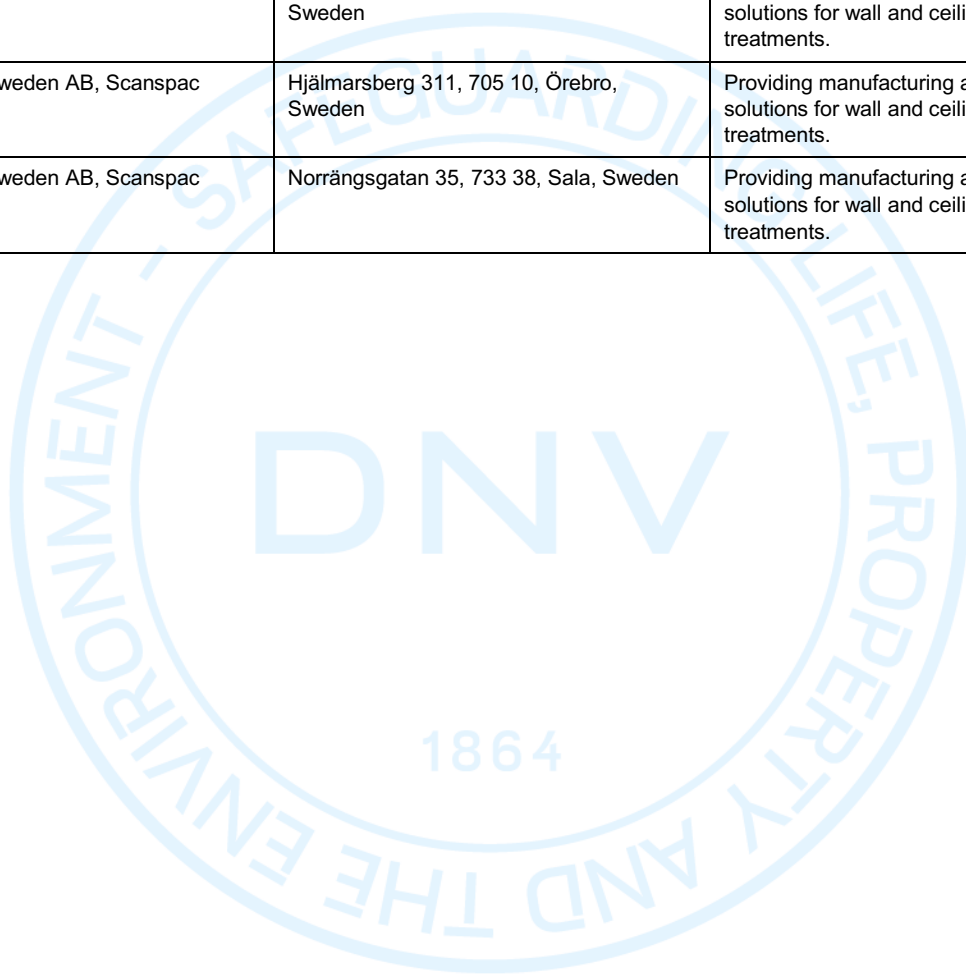 Sweden
solutions for wall and ceili
treatments.
weden AB, Scanspac
Hjälmarsberg 311, 705 10, Örebro,
Sweden
Providing manufacturing a
solutions for wall and ceili
treatments.
weden AB, Scanspac
Norrängsgatan 35, 733 38, Sala, Sweden
Providing manufacturing a
solutions for wall and ceili
treatments.
SAFEGUARDING LIFE, PROPERTY AND THE ENVIRONMENT –
DNV
1864